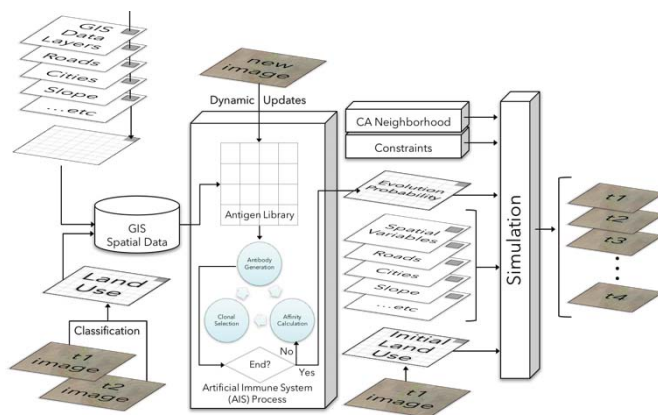 GIS
Data
Layers
Roads
Cities
Slope
...etc
GIS
Spatial Data
Land
Use
Classification
t1
image
t2
image
new
image
Dynamic Updates
Antigen Library
Antibody
Generation
Clonal
Selection
Affinity
Calculation
End?
No
Yes
Artificial Immune System
(AIS) Process
CA Neighborhood
Constraints
Evolution
Probability
Spatial
Variables
Roads
Cities
Slope
...etc
Initial
Land
Use
t1
image
Simulation
t1
t2
t3
t4